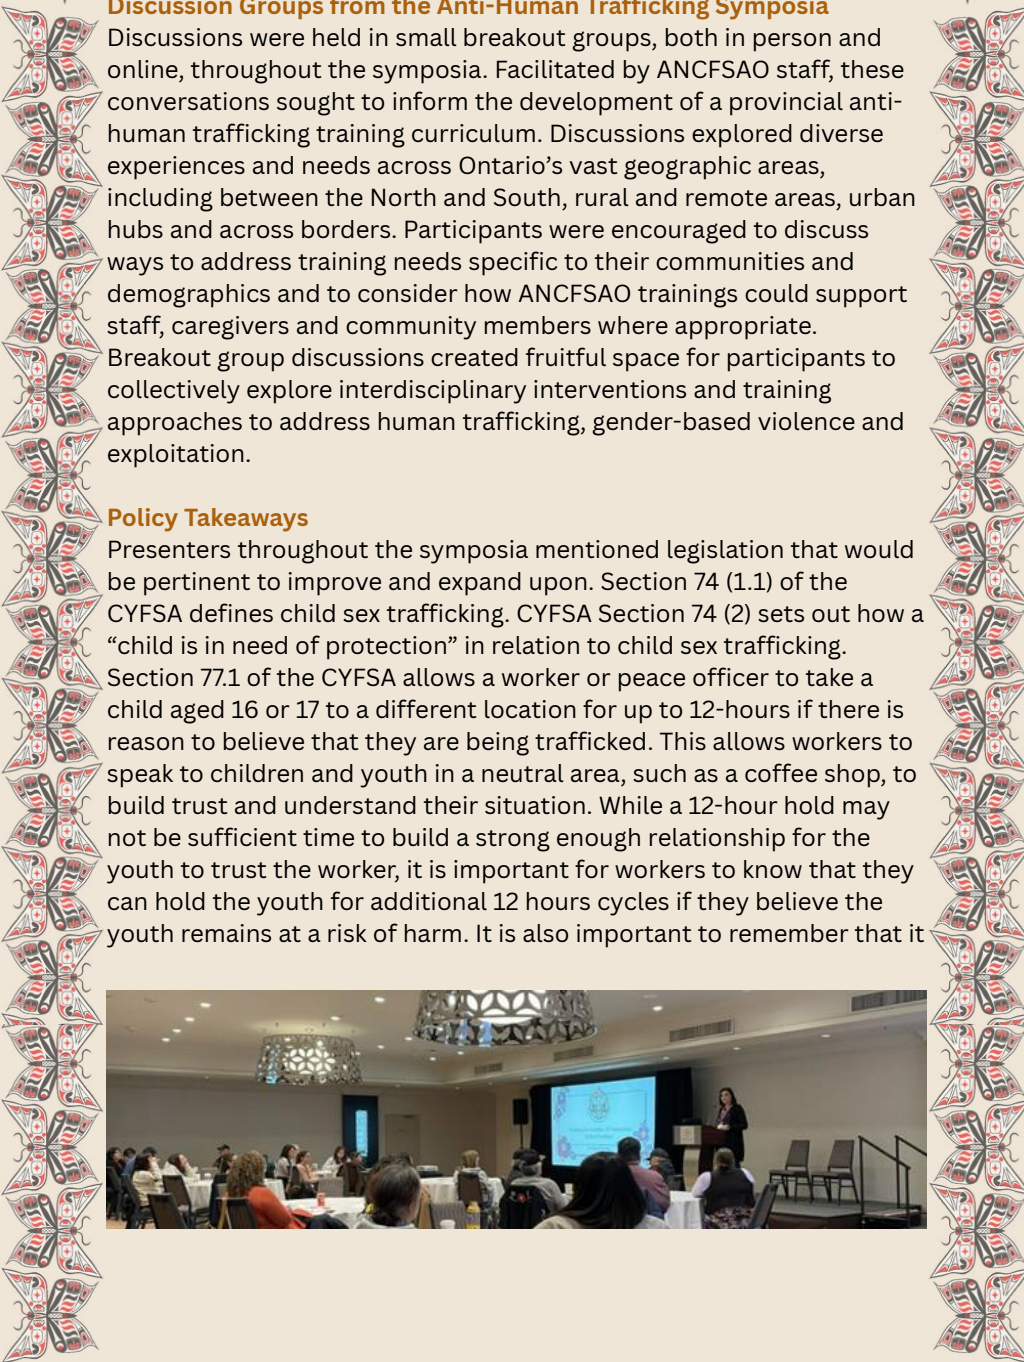 Discussion Groups from the Anti-Human Trafficking Symposia
Discussions were held in small breakout groups, both in person and
online, throughout the symposia. Facilitated by ANCFSAO staff, these
conversations sought to inform the development of a provincial anti-
human trafficking training curriculum. Discussions explored diverse
experiences and needs across Ontario’s vast geographic areas,
including between the North and South, rural and remote areas, urban
hubs and across borders. Participants were encouraged to discuss
ways to address training needs specific to their communities and
demographics and to consider how ANCFSAO trainings could support
staff, caregivers and community members where appropriate.
Breakout group discussions created fruitful space for participants to
collectively explore interdisciplinary interventions and training
approaches to address human trafficking, gender-based violence and
exploitation.
Policy Takeaways
Presenters throughout the symposia mentioned legislation that would
be pertinent to improve and expand upon. Section 74 (1.1) of the
CYFSA defines child sex trafficking. CYFSA Section 74 (2) sets out how a
“child is in need of protection” in relation to child sex trafficking.
Section 77.1 of the CYFSA allows a worker or peace officer to take a
child aged 16 or 17 to a different location for up to 12-hours if there is
reason to believe that they are being trafficked. This allows workers to
speak to children and youth in a neutral area, such as a coffee shop, to
build trust and understand their situation. While a 12-hour hold may
not be sufficient time to build a strong enough relationship for the
youth to trust the worker, it is important for workers to know that they
can hold the youth for additional 12 hours cycles if they believe the
youth remains at a risk of harm. It is also important to remember that it